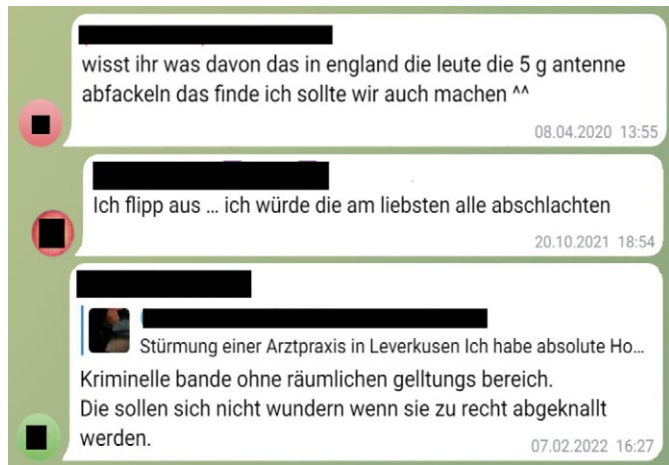 wisst ihr was davon das in england die leute die 5 g antenne
abfackeln das finde ich sollte wir auch machen ^^
08.04.2020 13:55
Ich flipp aus ... ich würde die am liebsten alle abschlachten
20.10.2021 18:54
Stürmung einer Arztpraxis in Leverkusen Ich habe absolute Ho...
Kriminelle bande ohne räumlichen gelltungs bereich.
Die sollen sich nicht wundern wenn sie zu recht abgeknallt
werden.
07.02.2022 16:27